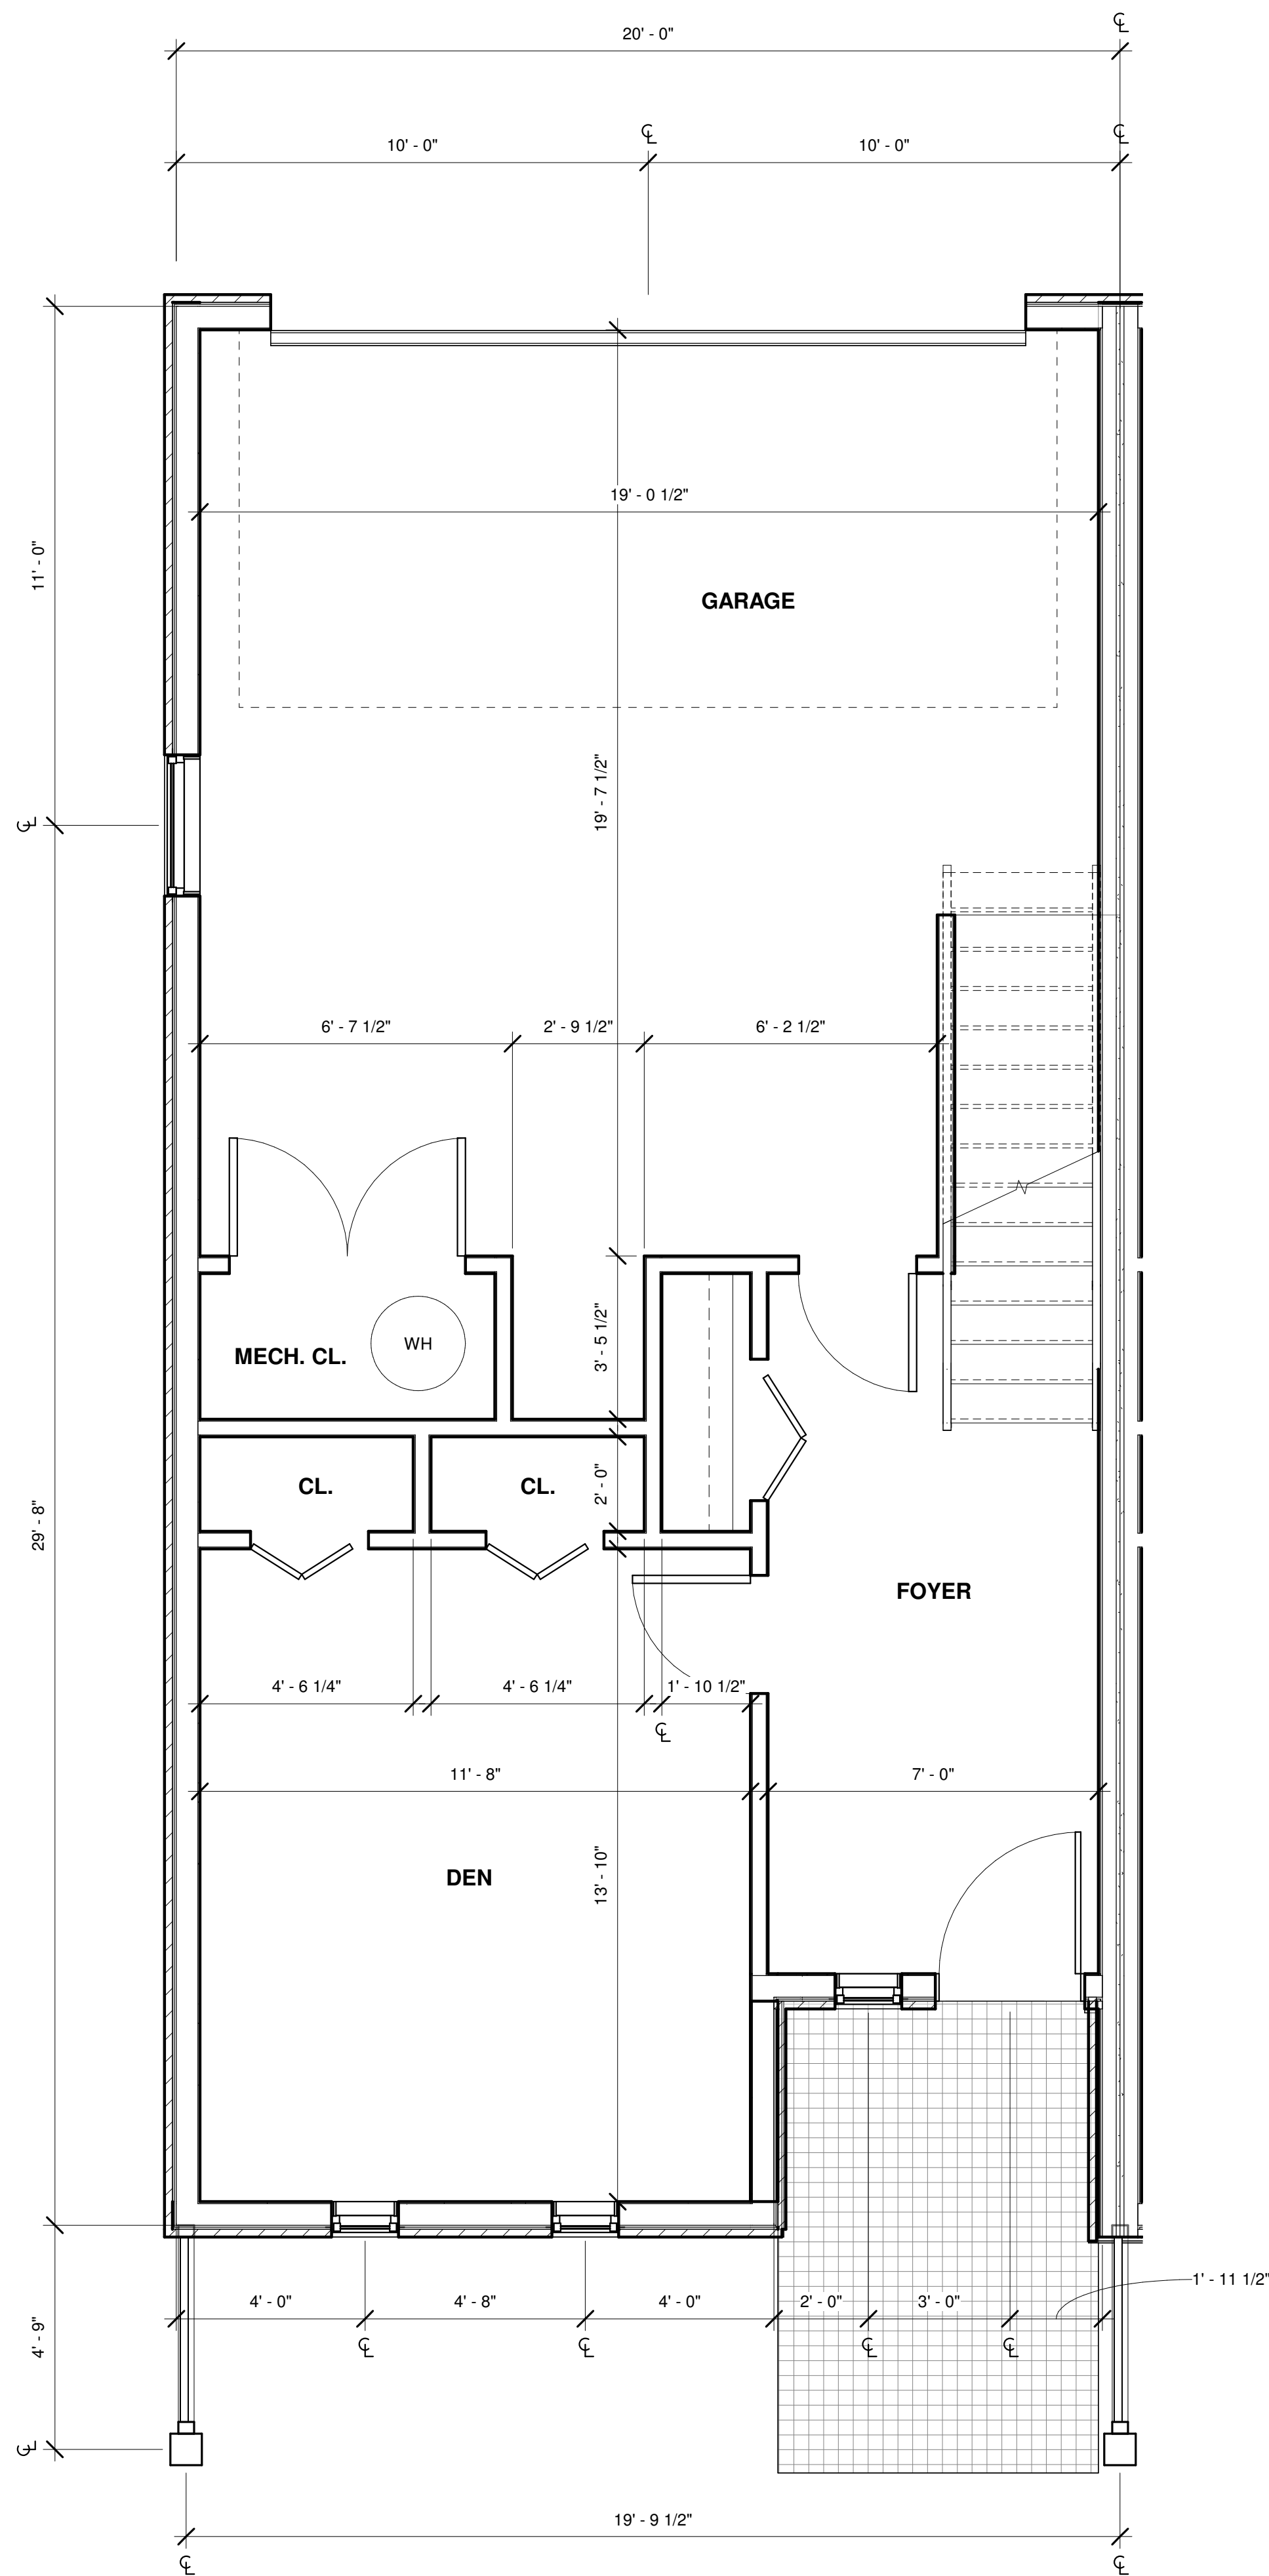 20' - 0"
10' - 0"
10' - 0"
19' - 0 1/2"
GARAGE
11' - 0"
19' - 7 1/2"
6' - 7 1/2"
2' - 9 1/2"
6' - 2 1/2"
3' - 5 1/2"
WH
MECH. CL.
CL.
CL.
2' - 0"
29' - 8"
FOYER
4' - 6 1/4"
4' - 6 1/4"
1' - 10 1/2"
11' - 8"
7' - 0"
DEN
13' - 10"
1' - 11 1/2"
4' - 0"
4' - 8"
4' - 0"
2' - 0"
3' - 0"
4' - 9"
19' - 9 1/2"